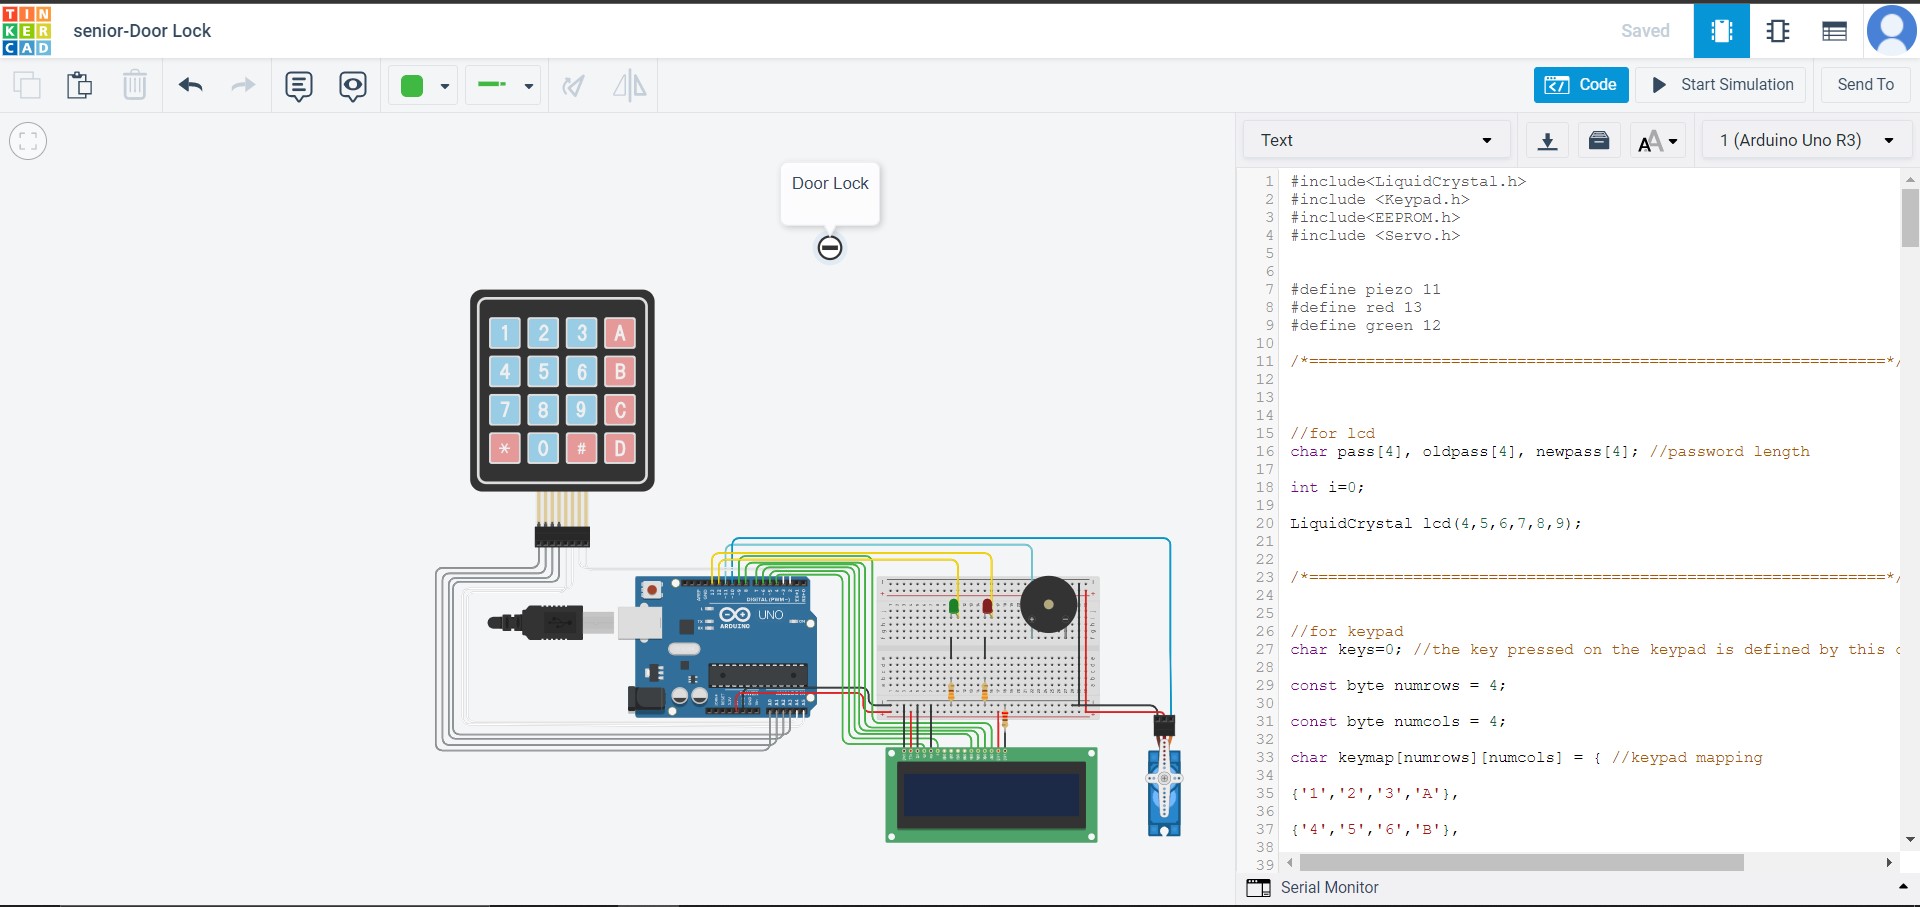 TIN
KER
CAD
senior-Door Lock
Saved
Code
Start Simulation
Send To
Text
1 (Arduino Uno R3)
Door Lock
1 2 3 A
4 5 6 B
7 8 9 C
* 0 # D
DIGITAL (PWM~)
UNO
ARDUINO
1 #include<LiquidCrystal.h>
2 #include <Keypad.h>
3 #include<EEPROM.h>
4 #include <Servo.h>
5
6
7 #define piezo 11
8 #define red 13
9 #define green 12
10
11 /*=============================================================*/
12
13
14
15 //for lcd
16 char pass[4], oldpass[4], newpass[4]; //password length
17
18 int i=0;
19
20 LiquidCrystal lcd(4,5,6,7,8,9);
21
22
23 /*=============================================================*/
24
25
26 //for keypad
27 char keys=0; //the key pressed on the keypad is defined by this
28
29 const byte numrows = 4;
30
31 const byte numcols = 4;
32
33 char keymap[numrows][numcols] = { //keypad mapping
34
35 {'1','2','3','A'},
36
37 {'4','5','6','B'},
38
39
Serial Monitor